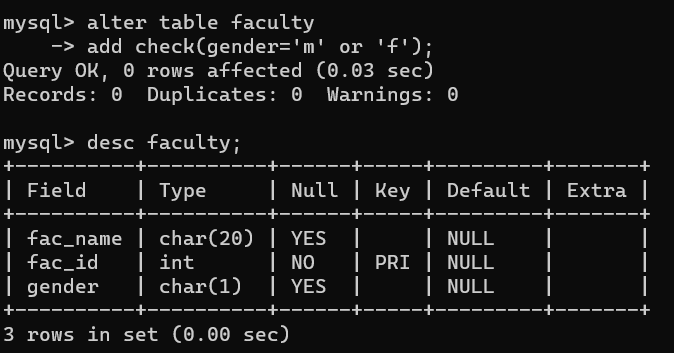 mysql> alter table faculty
    -> add check(gender='m' or 'f');
Query OK, 0 rows affected (0.03 sec)
Records: 0  Duplicates: 0  Warnings: 0

mysql> desc faculty;
+----------+----------+------+-----+---------+-------+
| Field    | Type     | Null | Key | Default | Extra |
+----------+----------+------+-----+---------+-------+
| fac_name | char(20) | YES  |     | NULL    |       |
| fac_id   | int      | NO   | PRI | NULL    |       |
| gender   | char(1)  | YES  |     | NULL    |       |
+----------+----------+------+-----+---------+-------+
3 rows in set (0.00 sec)